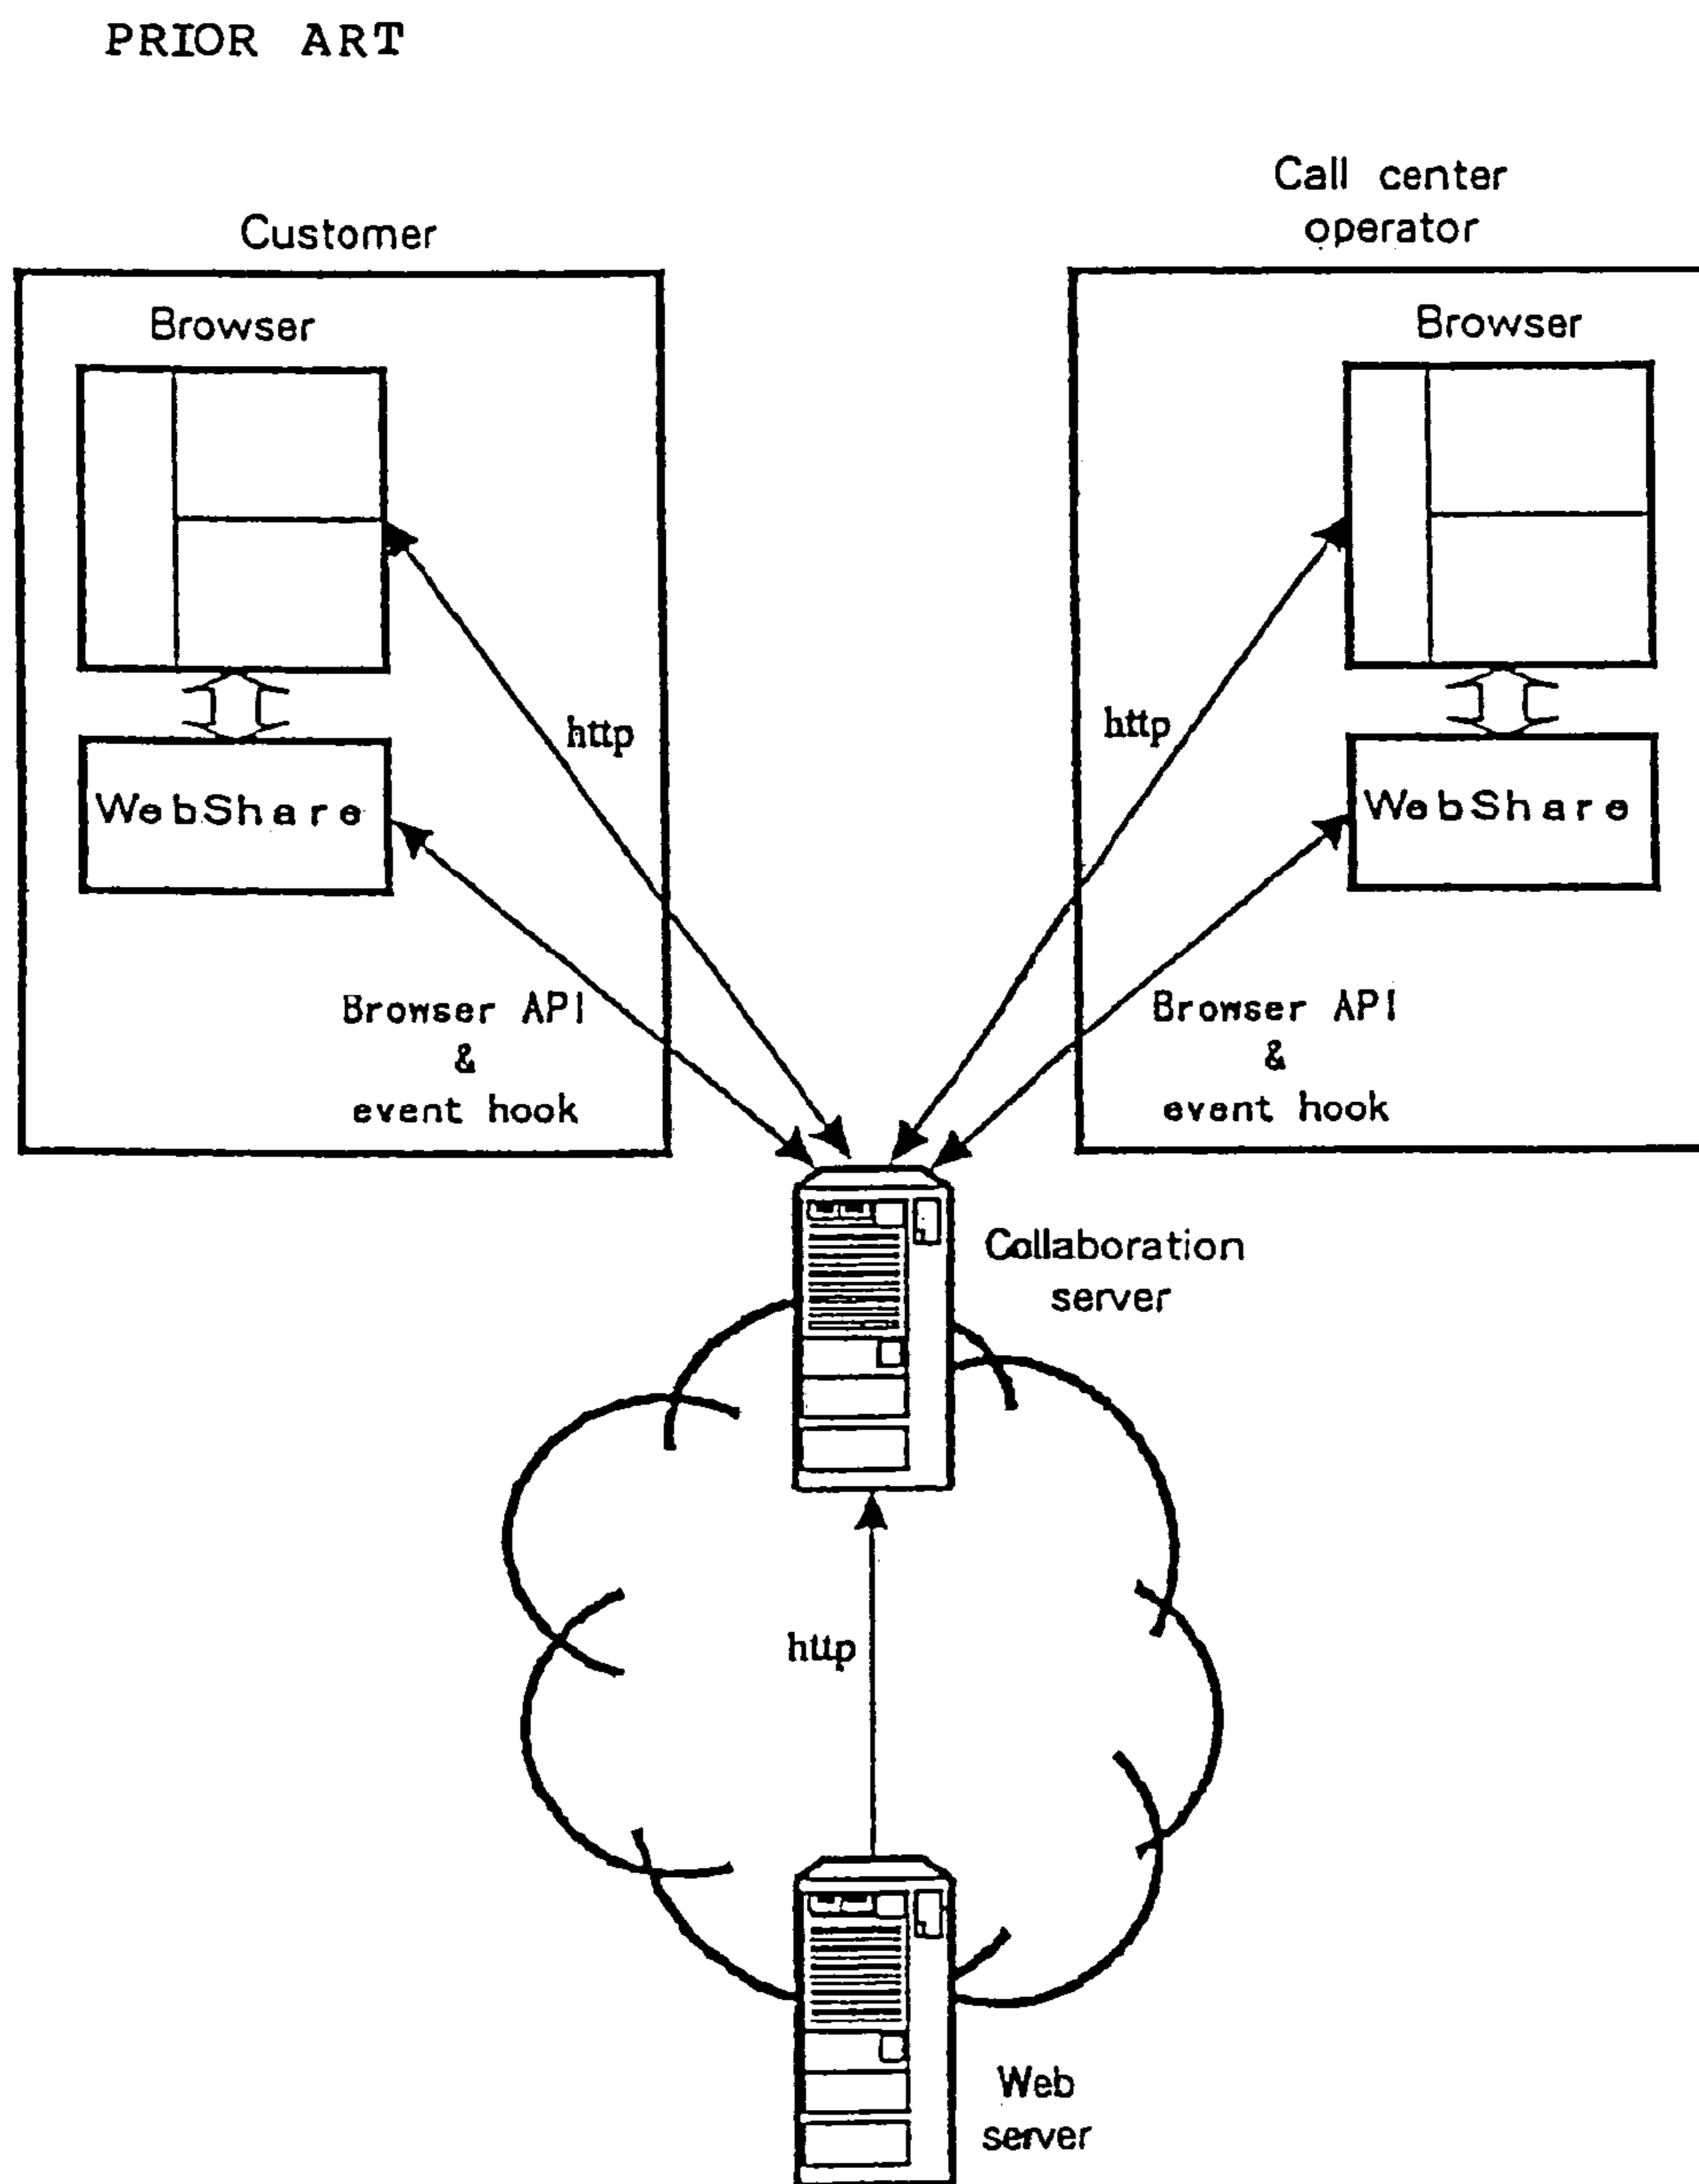 PRIOR ART
Customer
Call center
operator
Browser
Browser
http
http
WebShare
WebShare
Browser API
&
event hook
Browser API
&
event hook
Collaboration
server
http
Web
server